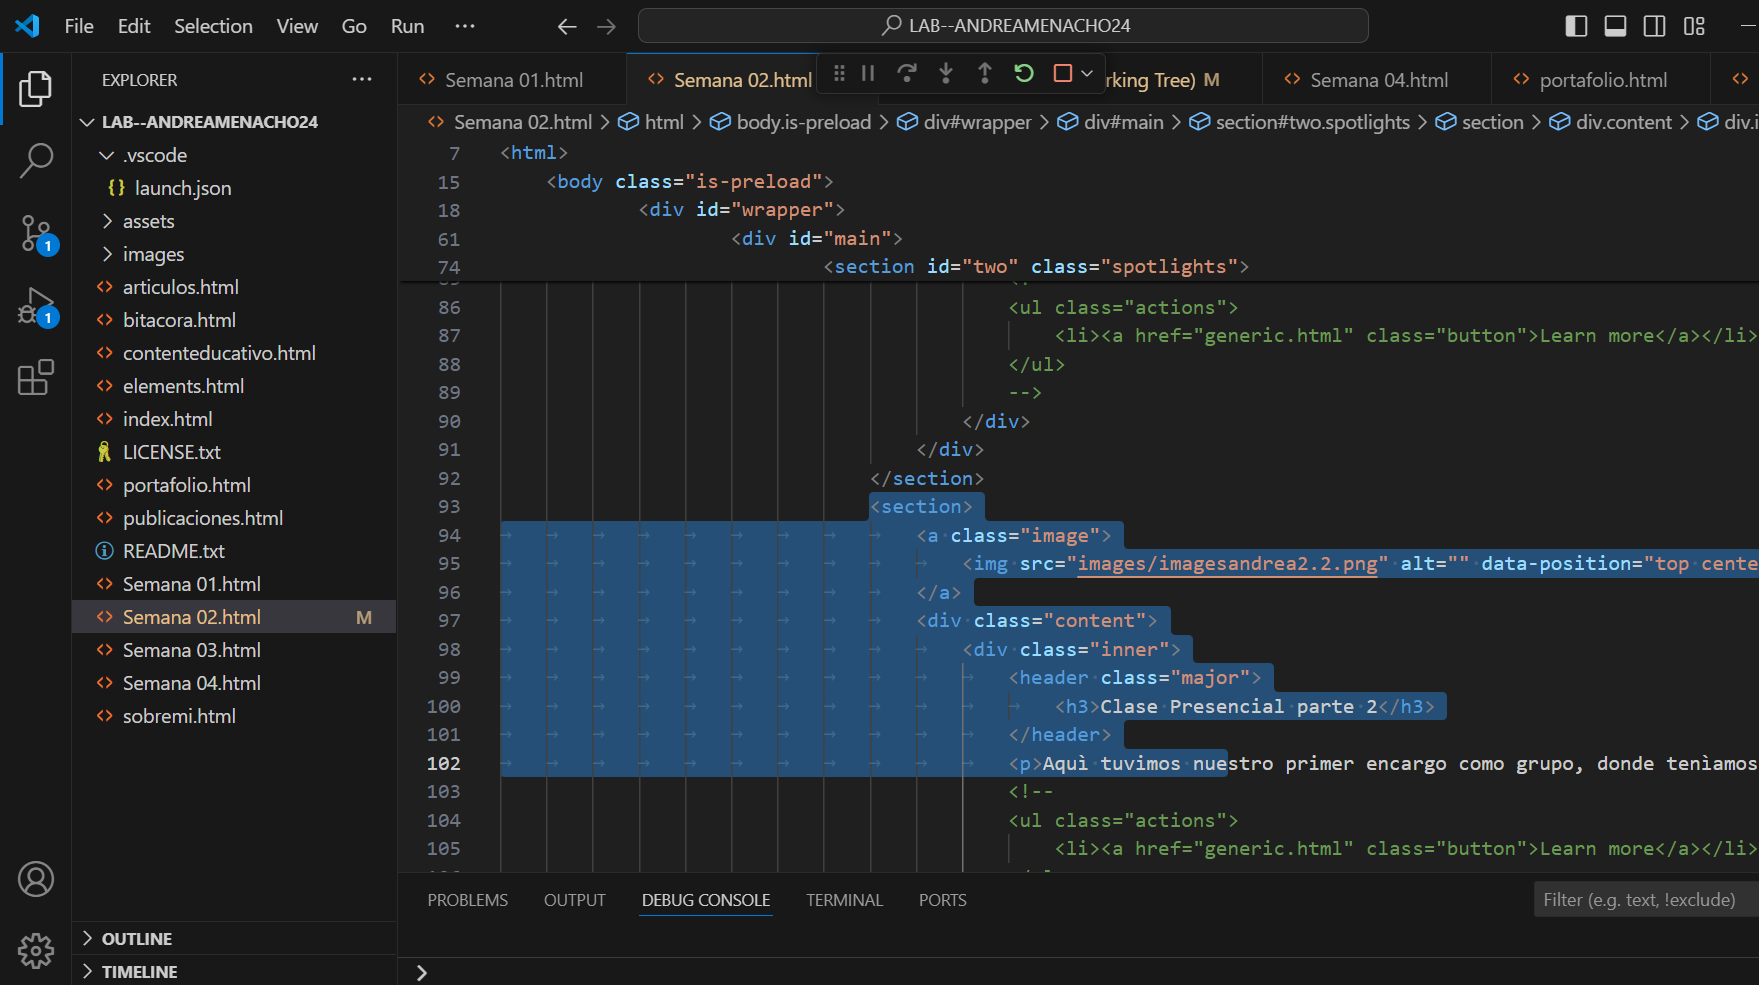 File Edit Selection View Go Run ··· LAB--ANDREAMENACHO24
EXPLORER ···
LAB--ANDREAMENACHO24
.vscode
{} launch.json
assets
images
articulos.html
bitacora.html
contenteducativo.html
elements.html
index.html
LICENSE.txt
portafolio.html
publicaciones.html
README.txt
Semana 01.html
Semana 02.html M
Semana 03.html
Semana 04.html
sobremi.html
OUTLINE
TIMELINE
1
1
Semana 01.html Semana 02.html rking Tree) M Semana 04.html portafolio.html
Semana 02.html > html > body.is-preload > div#wrapper > div#main > section#two.spotlights > section > div.content > div.i
7 <html>
15 <body class="is-preload">
18 <div id="wrapper">
61 <div id="main">
74 <section id="two" class="spotlights">
86 <ul class="actions">
87 <li><a href="generic.html" class="button">Learn more</a></li>
88 </ul>
89 -->
90 </div>
91 </div>
92 </section>
93 <section>
94 <a class="image">
95 <img src="images/imagesandrea2.2.png" alt="" data-position="top cente
96 </a>
97 <div class="content">
98 <div class="inner">
99 <header class="major">
100 <h3>Clase Presencial parte 2</h3>
101 </header>
102 <p>Aquì tuvimos nuestro primer encargo como grupo, donde tenìamos
103 <!--
104 <ul class="actions">
105 <li><a href="generic.html" class="button">Learn more</a></li>
PROBLEMS OUTPUT DEBUG CONSOLE TERMINAL PORTS Filter (e.g. text, !exclude)
>